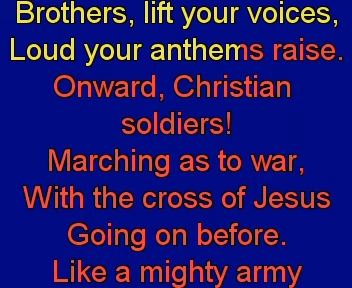 Brothers, lift your voices,
Loud your anthems raise.
Onward, Christian
soldiers!
Marching as to war,
With the cross of Jesus
Going on before.
Like a mighty army